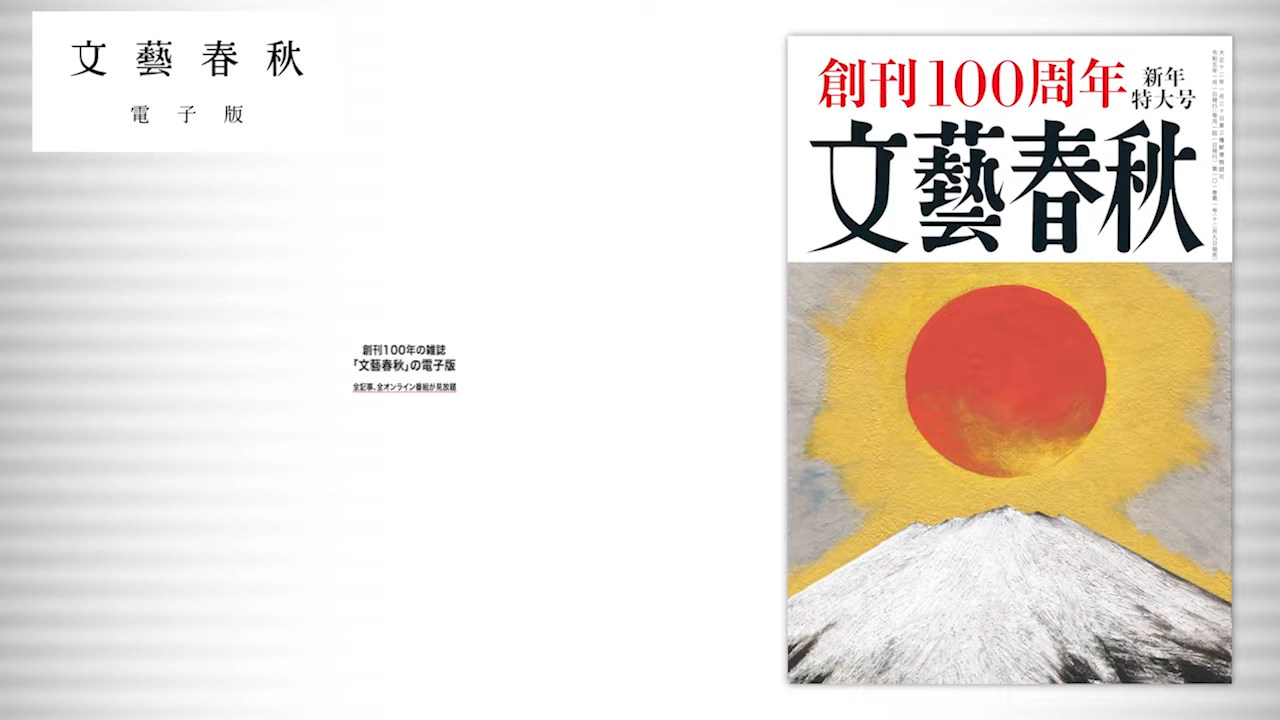 文藝春秋
電子版
創刊100年の雑誌
「文藝春秋」の電子版
全記事、全オンライン番組が見放題
創刊100周年
新年
特大号
文藝春秋